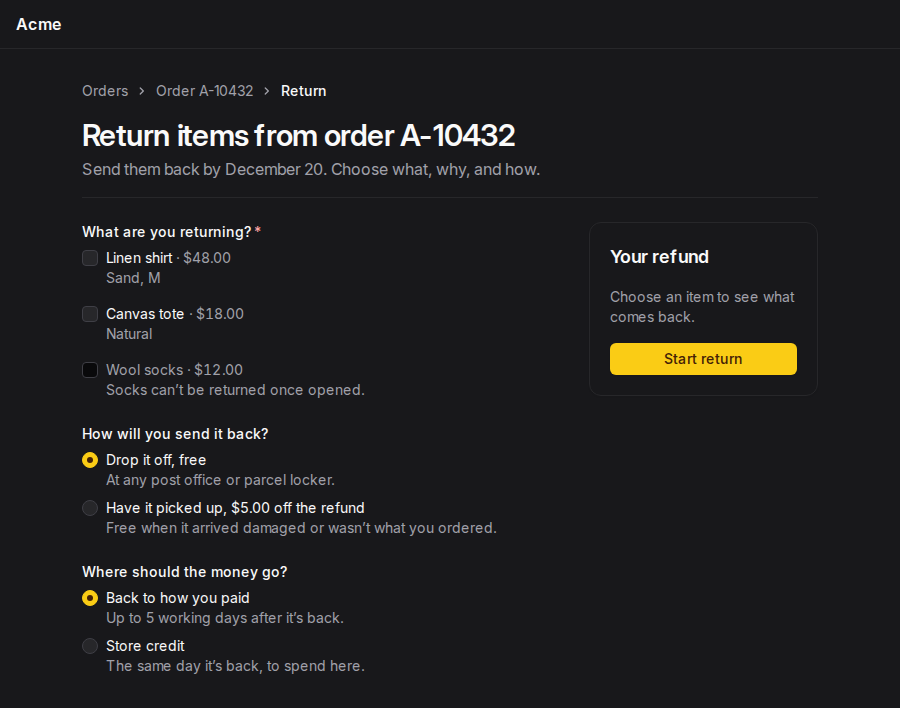 Acme
Orders > Order A-10432 > Return
Return items from order A-10432
Send them back by December 20. Choose what, why, and how.
What are you returning? *
Linen shirt · $48.00
Sand, M
Canvas tote · $18.00
Natural
Wool socks · $12.00
Socks can’t be returned once opened.
How will you send it back?
Drop it off, free
At any post office or parcel locker.
Have it picked up, $5.00 off the refund
Free when it arrived damaged or wasn’t what you ordered.
Where should the money go?
Back to how you paid
Up to 5 working days after it’s back.
Store credit
The same day it’s back, to spend here.
Your refund
Choose an item to see what
comes back.
Start return